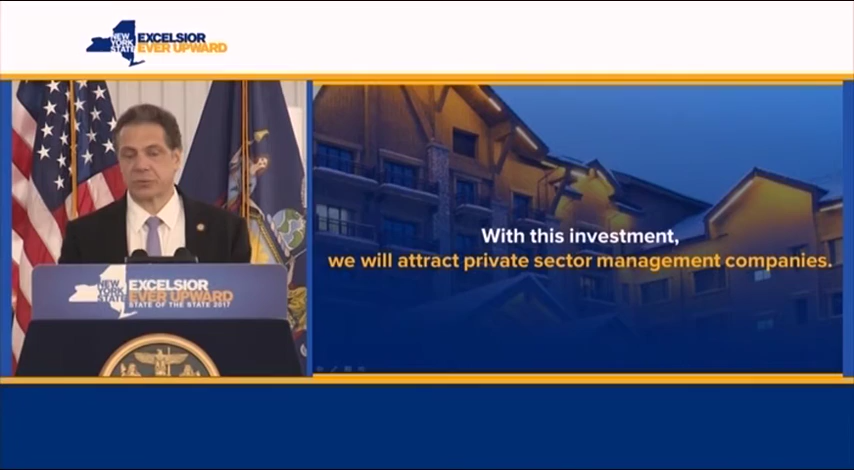 NEW
YORK
STATE
EXCELSIOR
EVER UPWARD
With this investment,
we will attract private sector management companies.
NEW
YORK
STATE
EXCELSIOR
EVER UPWARD
STATE OF THE STATE 2017